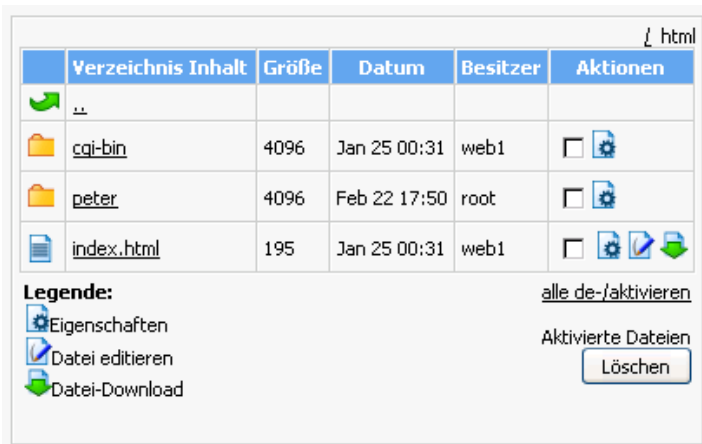 / html
Verzeichnis Inhalt Größe Datum Besitzer Aktionen
..
cgi-bin 4096 Jan 25 00:31 web1
peter 4096 Feb 22 17:50 root
index.html 195 Jan 25 00:31 web1
Legende: alle de-/aktivieren
Eigenschaften
Aktivierte Dateien
Datei editieren
Löschen
Datei-Download